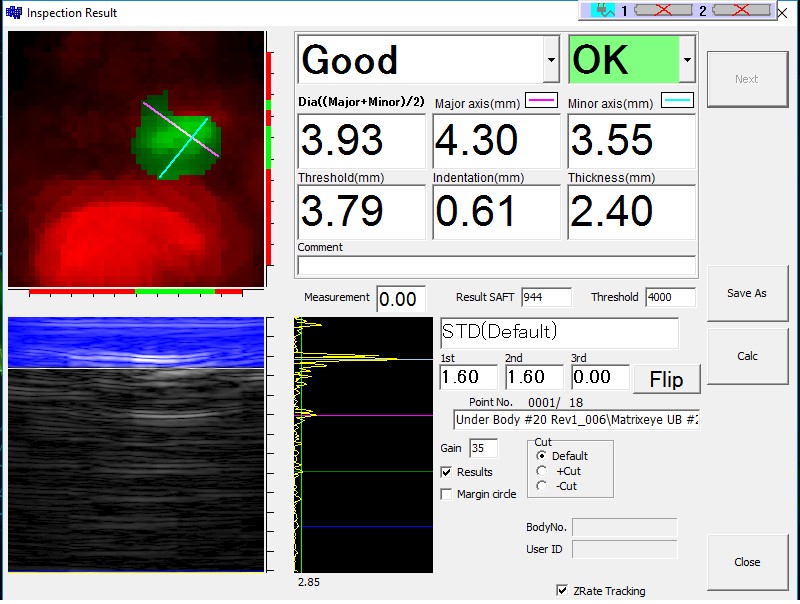 Inspection Result
1 2
Good
OK
Next
Dia((Major+Minor)/2) Major axis(mm) Minor axis(mm)
3.93 4.30 3.55
Threshold(mm) Indentation(mm) Thickness(mm)
3.79 0.61 2.40
Comment
Measurement 0.00 Result SAFT 944 Threshold 4000
Save As
STD(Default)
Calc
1st 2nd 3rd
1.60 1.60 0.00 Flip
Point No. 0001/ 18
Under Body #20 Rev1_006\Matrixeye UB #2
Gain 35
Cut
Default
+Cut
-Cut
Results
Margin circle
BodyNo.
User ID
Close
2.85
ZRate Tracking